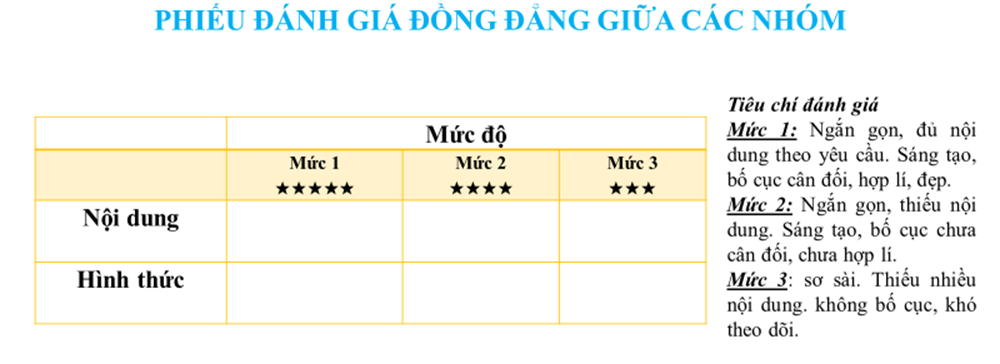 PHIẾU ĐÁNH GIÁ ĐỒNG ĐẲNG GIỮA CÁC NHÓM
Mức độ
Mức 1 Mức 2 Mức 3
★★★★★ ★★★★ ★★★
Nội dung
Hình thức
Tiêu chí đánh giá
Mức 1: Ngắn gọn, đủ nội
dung theo yêu cầu. Sáng tạo,
bố cục cân đối, hợp lí, đẹp.
Mức 2: Ngắn gọn, thiếu nội
dung. Sáng tạo, bố cục chưa
cân đối, chưa hợp lí.
Mức 3: sơ sài. Thiếu nhiều
nội dung. không bố cục, khó
theo dõi.